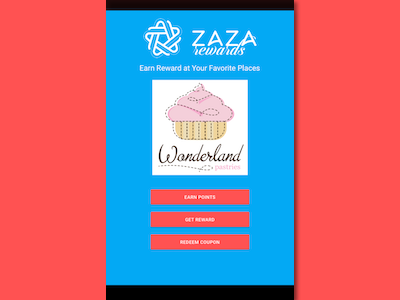 ZAZA
rewards
Earn Reward at Your Favorite Places
Wonderland
pastries
EARN POINTS
GET REWARD
REDEEM COUPON